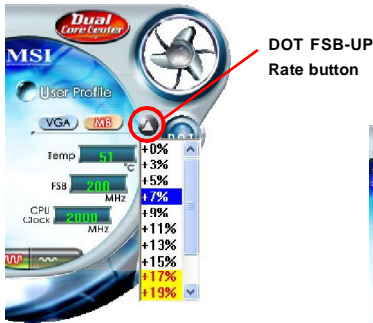 Dual
Core Center
MSI
User Profile
VGA MB
DOT
Temp 51
°C
FSB 200
MHz
CPU
Clock 2000
MHz
+0%
+3%
+5%
+7%
+9%
+11%
+13%
+15%
+17%
+19%
DOT FSB-UP
Rate button